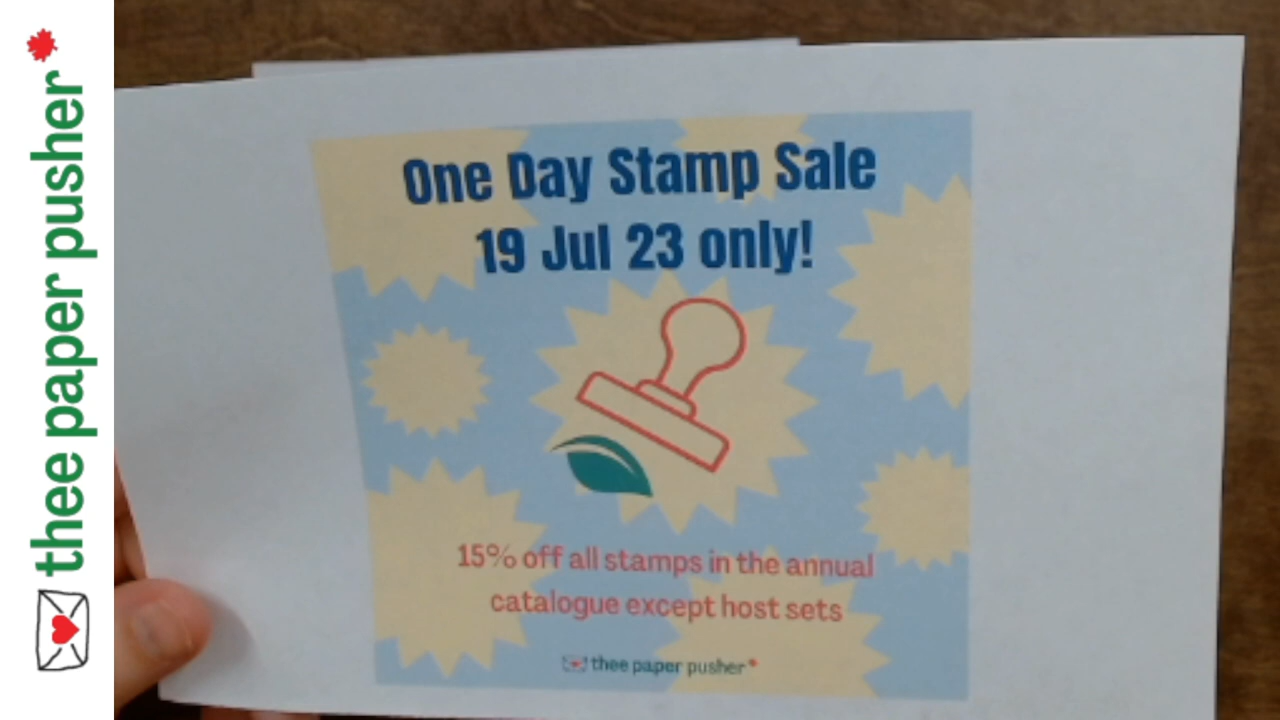 thee paper pusher
One Day Stamp Sale
19 Jul 23 only!
15% off all stamps in the annual
catalogue except host sets
thee paper pusher